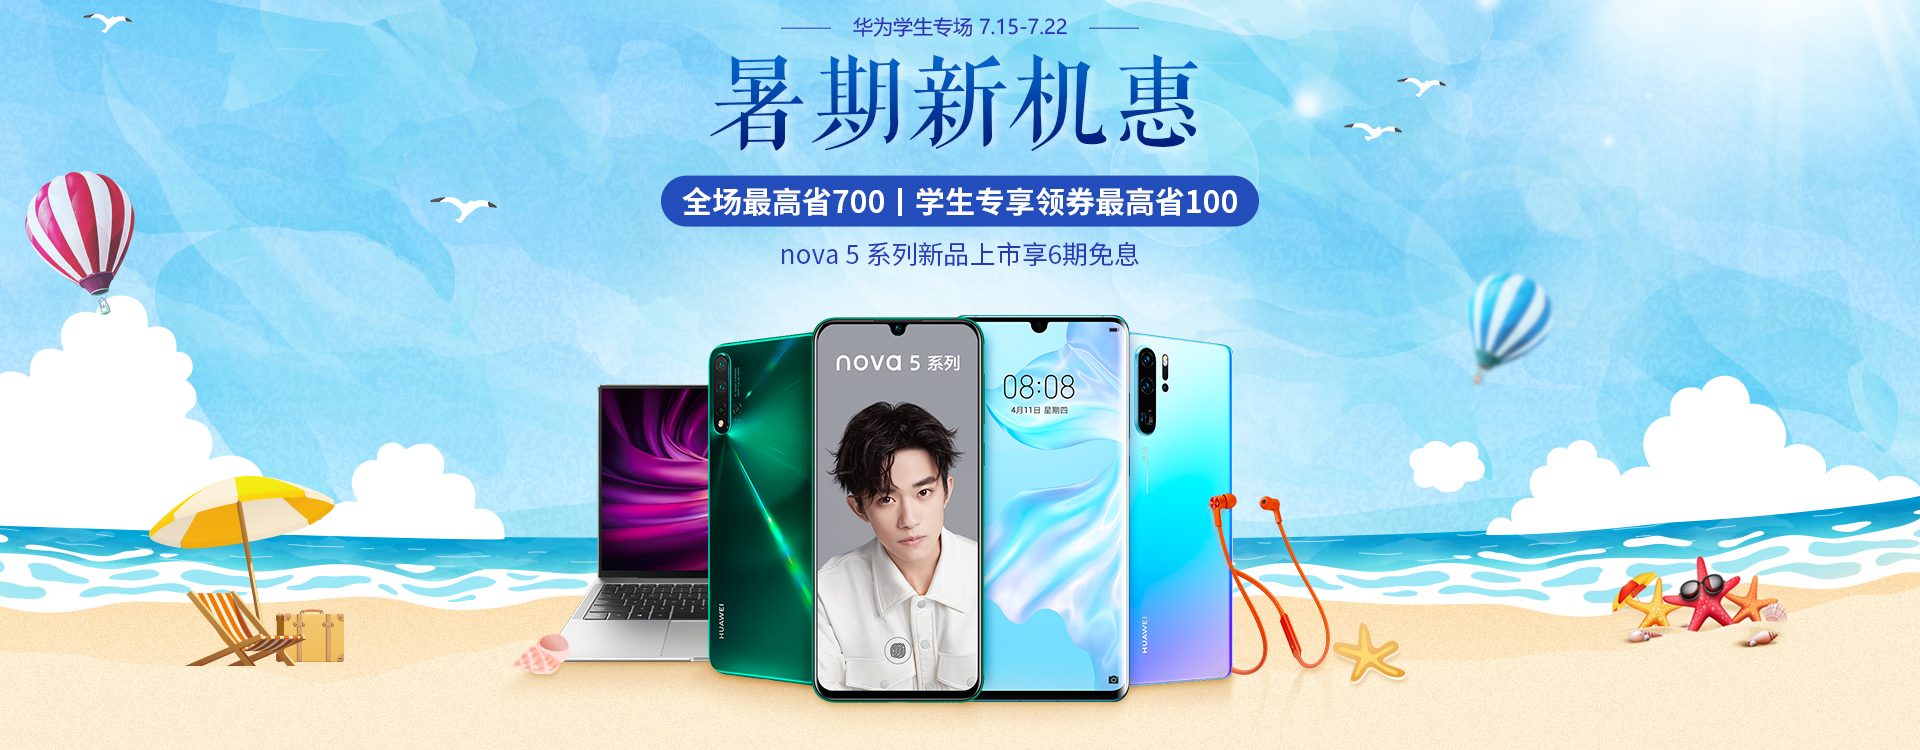 华为学生专场 7.15-7.22
暑期新机惠
全场最高省700 | 学生专享领券最高省100
nova 5 系列新品上市享6期免息
nova 5 系列
08:08
4月11日 星期四
HUAWEI
HUAWEI